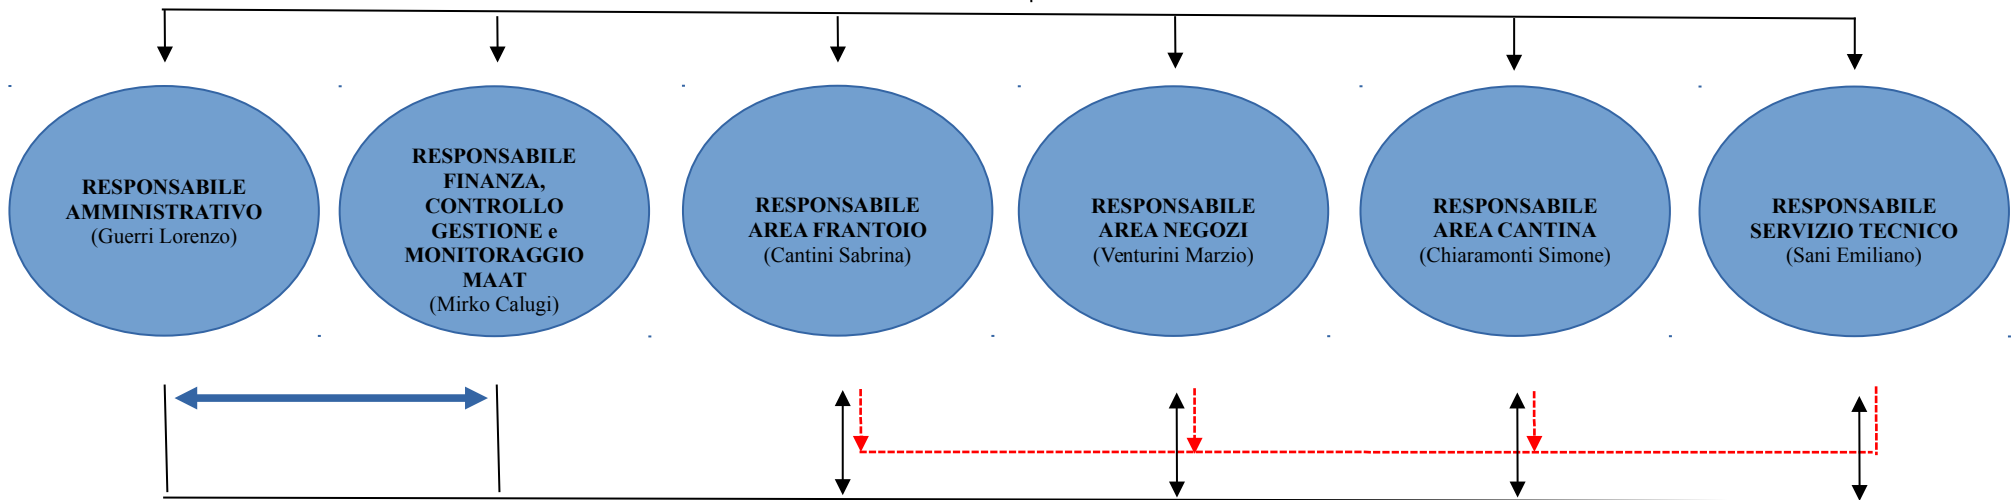 RESPONSABILE
AMMINISTRATIVO
(Guerri Lorenzo)
RESPONSABILE
FINANZA,
CONTROLLO
GESTIONE e
MONITORAGGIO
MAAT
(Mirko Calugi)
RESPONSABILE
AREA FRANTOIO
(Cantini Sabrina)
RESPONSABILE
AREA NEGOZI
(Venturini Marzio)
RESPONSABILE
AREA CANTINA
(Chiaramonti Simone)
RESPONSABILE
SERVIZIO TECNICO
(Sani Emiliano)